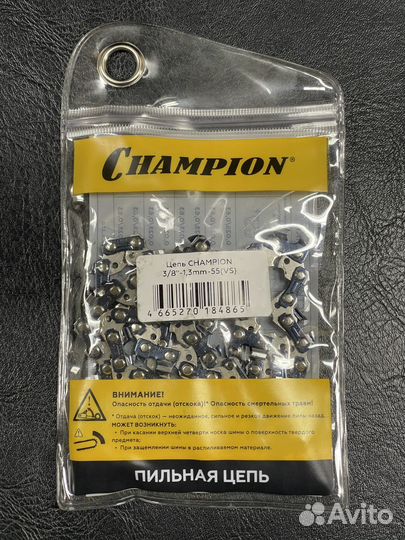 CHAMPION®
Цепь CHAMPION
3/8"-1,3mm-55(VS)
4 665270 184865
ВНИМАНИЕ!
Опасность отдачи (отскока)!* Опасность смертельных травм!
* Отдача (отскок) — неожиданное, сильное и резкое движение пилы назад.
МОЖЕТ ВОЗНИКНУТЬ:
• При касании верхней четверти носка шины о поверхность твердого
предмета;
• При защемлении шины в распиливаемом материале.
ПИЛЬНАЯ ЦЕПЬ
Avito